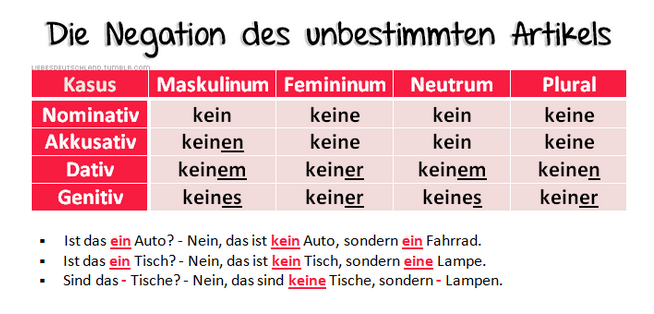 Die Negation des unbestimmten Artikels
LIEBESDEUTSCHLAND.TUMBLR.COM
Kasus Maskulinum Femininum Neutrum Plural
Nominativ kein keine kein keine
Akkusativ keinen keine kein keine
Dativ keinem keiner keinem keinen
Genitiv keines keiner keines keiner
▪ Ist das ein Auto? - Nein, das ist kein Auto, sondern ein Fahrrad.
▪ Ist das ein Tisch? - Nein, das ist kein Tisch, sondern eine Lampe.
▪ Sind das - Tische? - Nein, das sind keine Tische, sondern - Lampen.